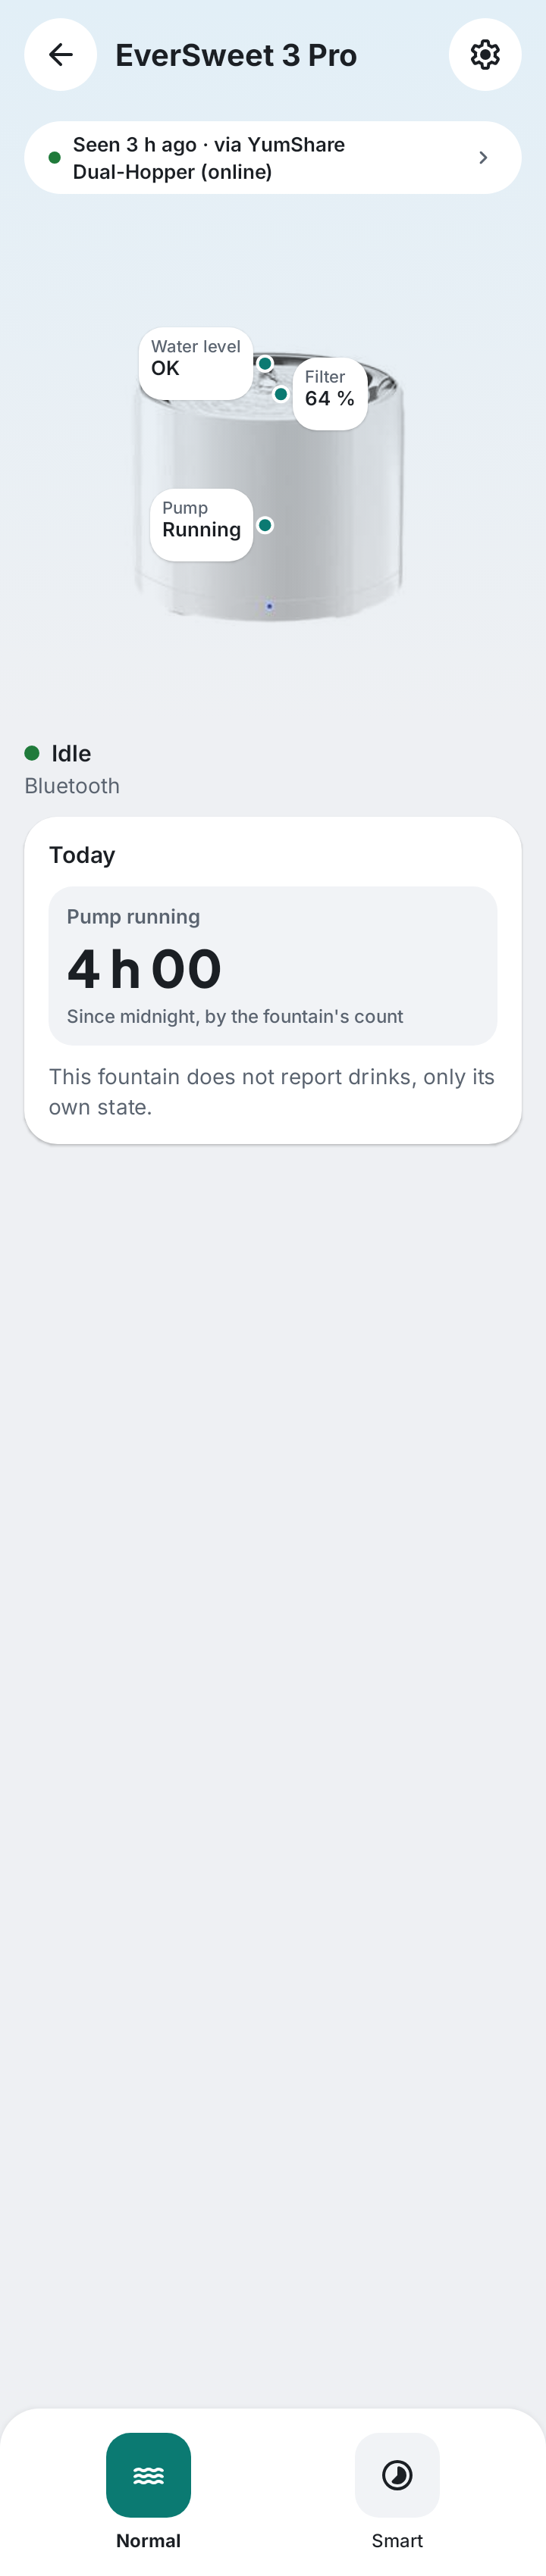 EverSweet 3 Pro
Seen 3 h ago · via YumShare
Dual-Hopper (online)
Water level
OK
Filter
64 %
Pump
Running
Idle
Bluetooth
Today
Pump running
4 h 00
Since midnight, by the fountain's count
This fountain does not report drinks, only its
own state.
Normal
Smart